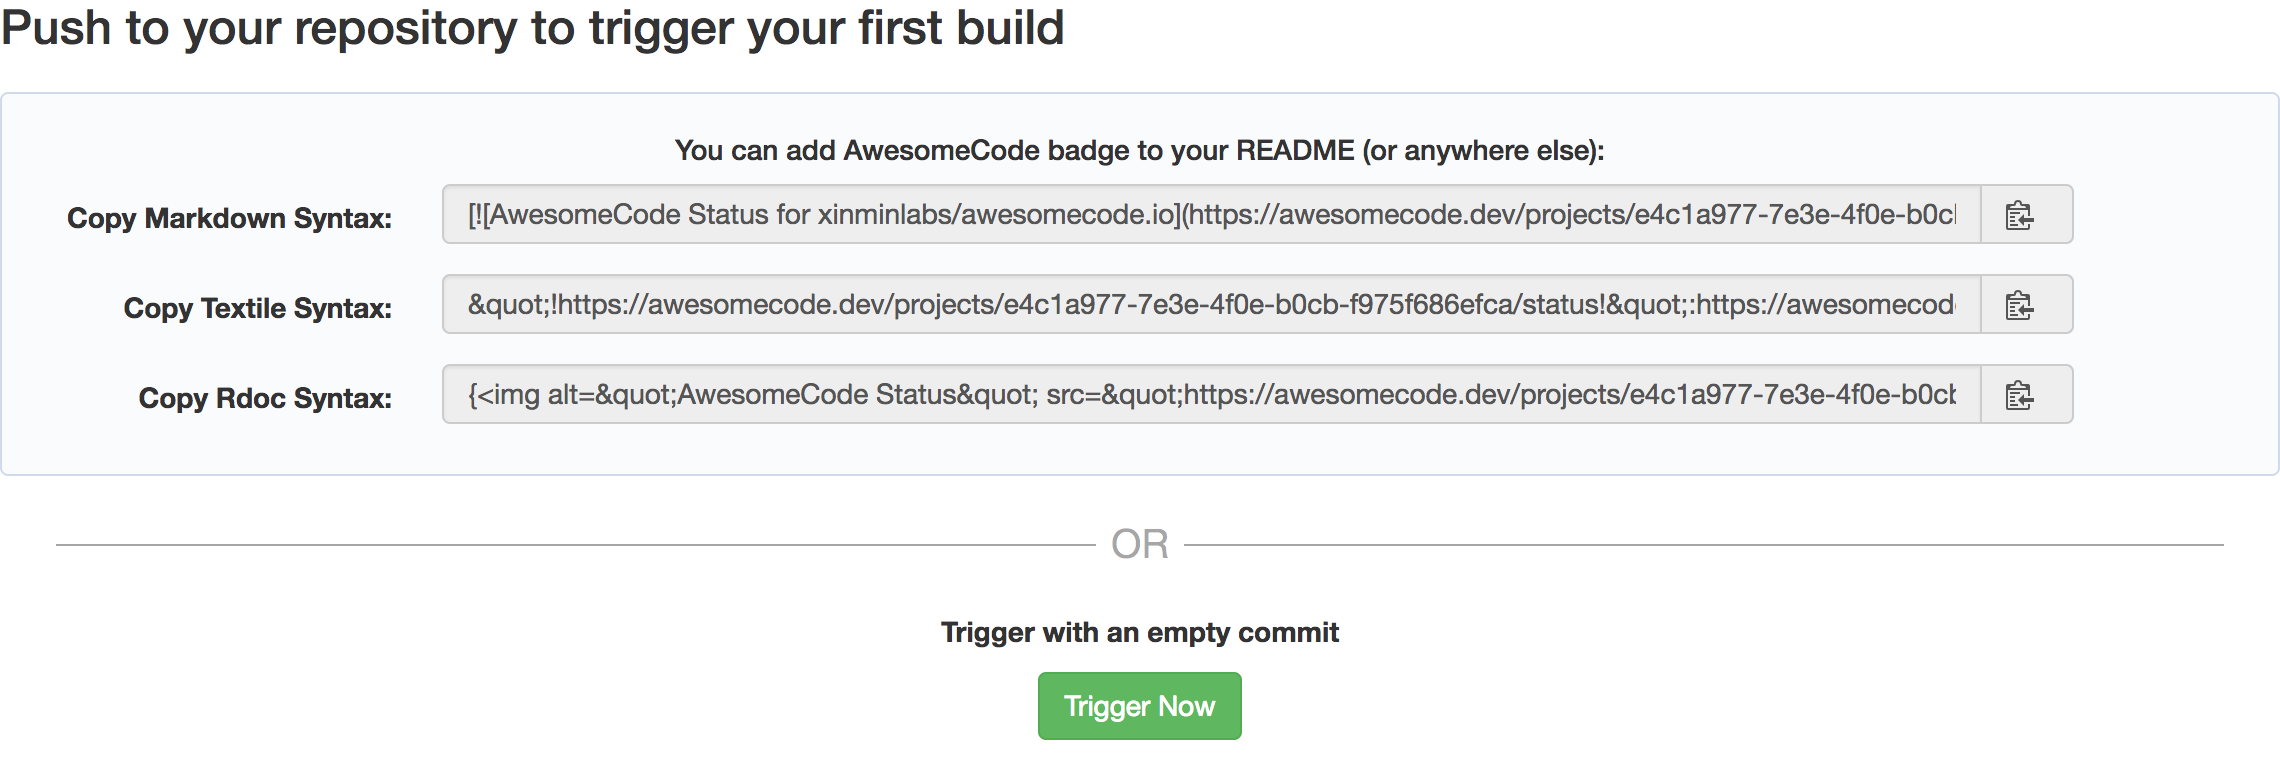 Push to your repository to trigger your first build
You can add AwesomeCode badge to your README (or anywhere else):
Copy Markdown Syntax: [![AwesomeCode Status for xinminlabs/awesomecode.io](https://awesomecode.dev/projects/e4c1a977-7e3e-4f0e-b0c
Copy Textile Syntax: &quot;!https://awesomecode.dev/projects/e4c1a977-7e3e-4f0e-b0cb-f975f686efca/status!&quot;:https://awesomecod
Copy Rdoc Syntax: {<img alt=&quot;AwesomeCode Status&quot; src=&quot;https://awesomecode.dev/projects/e4c1a977-7e3e-4f0e-b0cb
OR
Trigger with an empty commit
Trigger Now